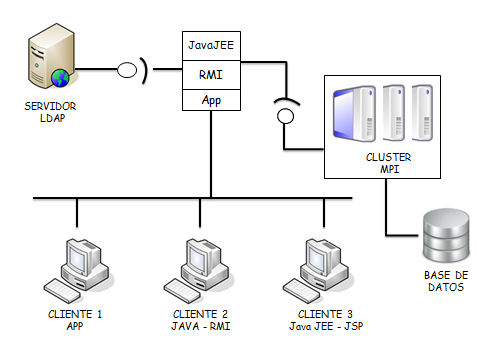 JavaJEE
RMI
App
SERVIDOR
LDAP
CLUSTER
MPI
BASE DE
DATOS
CLIENTE 1
APP
CLIENTE 2
JAVA - RMI
CLIENTE 3
Java JEE - JSP